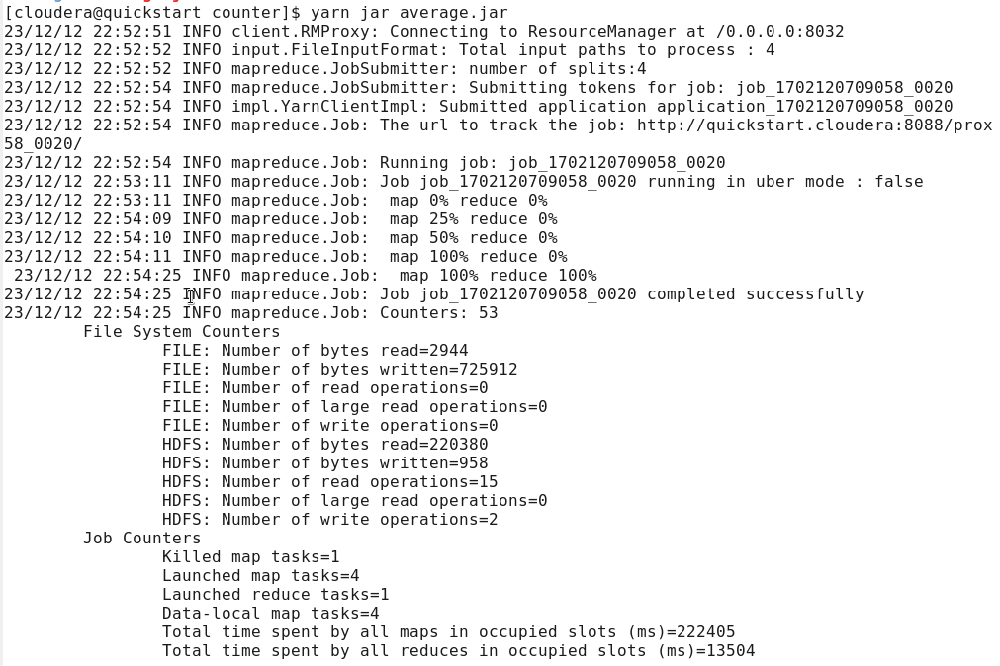 [cloudera@quickstart counter]$ yarn jar average.jar
23/12/12 22:52:51 INFO client.RMProxy: Connecting to ResourceManager at /0.0.0.0:8032
23/12/12 22:52:52 INFO input.FileInputFormat: Total input paths to process : 4
23/12/12 22:52:52 INFO mapreduce.JobSubmitter: number of splits:4
23/12/12 22:52:54 INFO mapreduce.JobSubmitter: Submitting tokens for job: job_1702120709058_0020
23/12/12 22:52:54 INFO impl.YarnClientImpl: Submitted application application_1702120709058_0020
23/12/12 22:52:54 INFO mapreduce.Job: The url to track the job: http://quickstart.cloudera:8088/prox
58_0020/
23/12/12 22:52:54 INFO mapreduce.Job: Running job: job_1702120709058_0020
23/12/12 22:53:11 INFO mapreduce.Job: Job job_1702120709058_0020 running in uber mode : false
23/12/12 22:53:11 INFO mapreduce.Job:  map 0% reduce 0%
23/12/12 22:54:09 INFO mapreduce.Job:  map 25% reduce 0%
23/12/12 22:54:10 INFO mapreduce.Job:  map 50% reduce 0%
23/12/12 22:54:11 INFO mapreduce.Job:  map 100% reduce 0%
 23/12/12 22:54:25 INFO mapreduce.Job:  map 100% reduce 100%
23/12/12 22:54:25 INFO mapreduce.Job: Job job_1702120709058_0020 completed successfully
23/12/12 22:54:25 INFO mapreduce.Job: Counters: 53
        File System Counters
                FILE: Number of bytes read=2944
                FILE: Number of bytes written=725912
                FILE: Number of read operations=0
                FILE: Number of large read operations=0
                FILE: Number of write operations=0
                HDFS: Number of bytes read=220380
                HDFS: Number of bytes written=958
                HDFS: Number of read operations=15
                HDFS: Number of large read operations=0
                HDFS: Number of write operations=2
        Job Counters
                Killed map tasks=1
                Launched map tasks=4
                Launched reduce tasks=1
                Data-local map tasks=4
                Total time spent by all maps in occupied slots (ms)=222405
                Total time spent by all reduces in occupied slots (ms)=13504